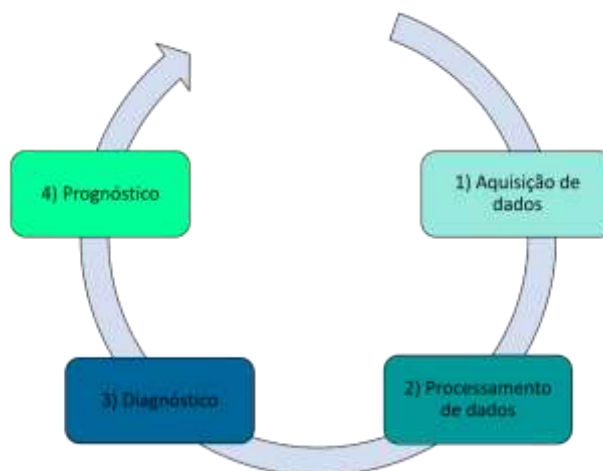 1) Aquisição de
dados
2) Processamento
de dados
3) Diagnóstico
4) Prognóstico